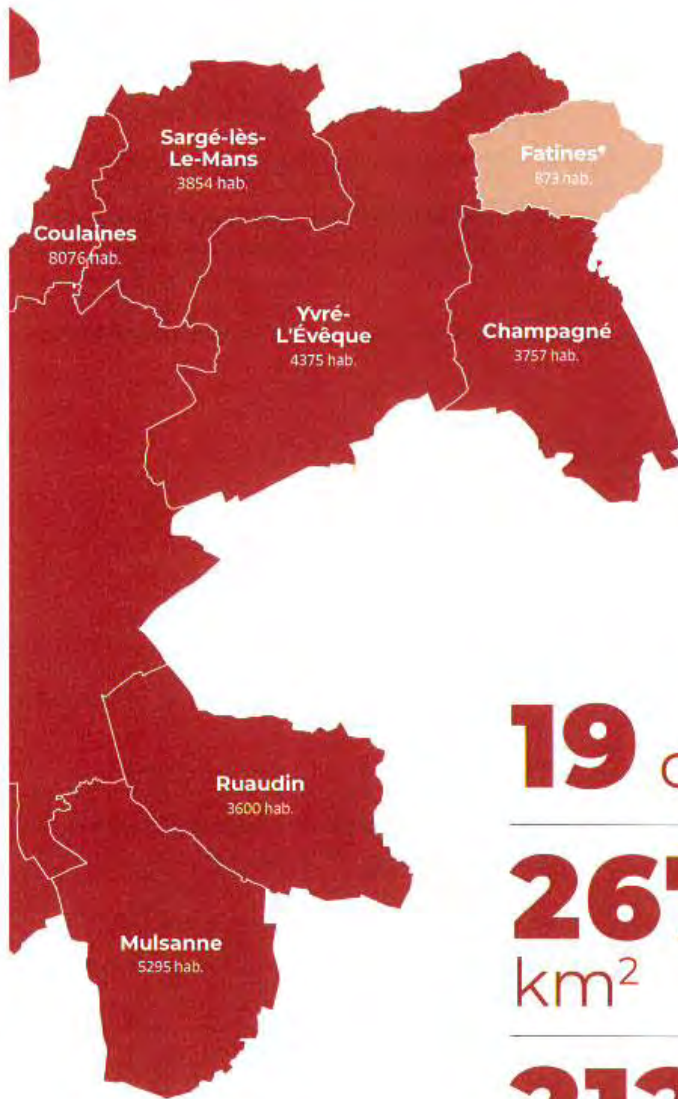 Sargé-lès-
Le-Mans
3854 hab.
Fatines*
873 hab.
Coulaines
8076 hab.
Yvré-
L'Évêque
4375 hab.
Champagné
3757 hab.
19
Ruaudin
3600 hab.
267
km²
Mulsanne
5295 hab.